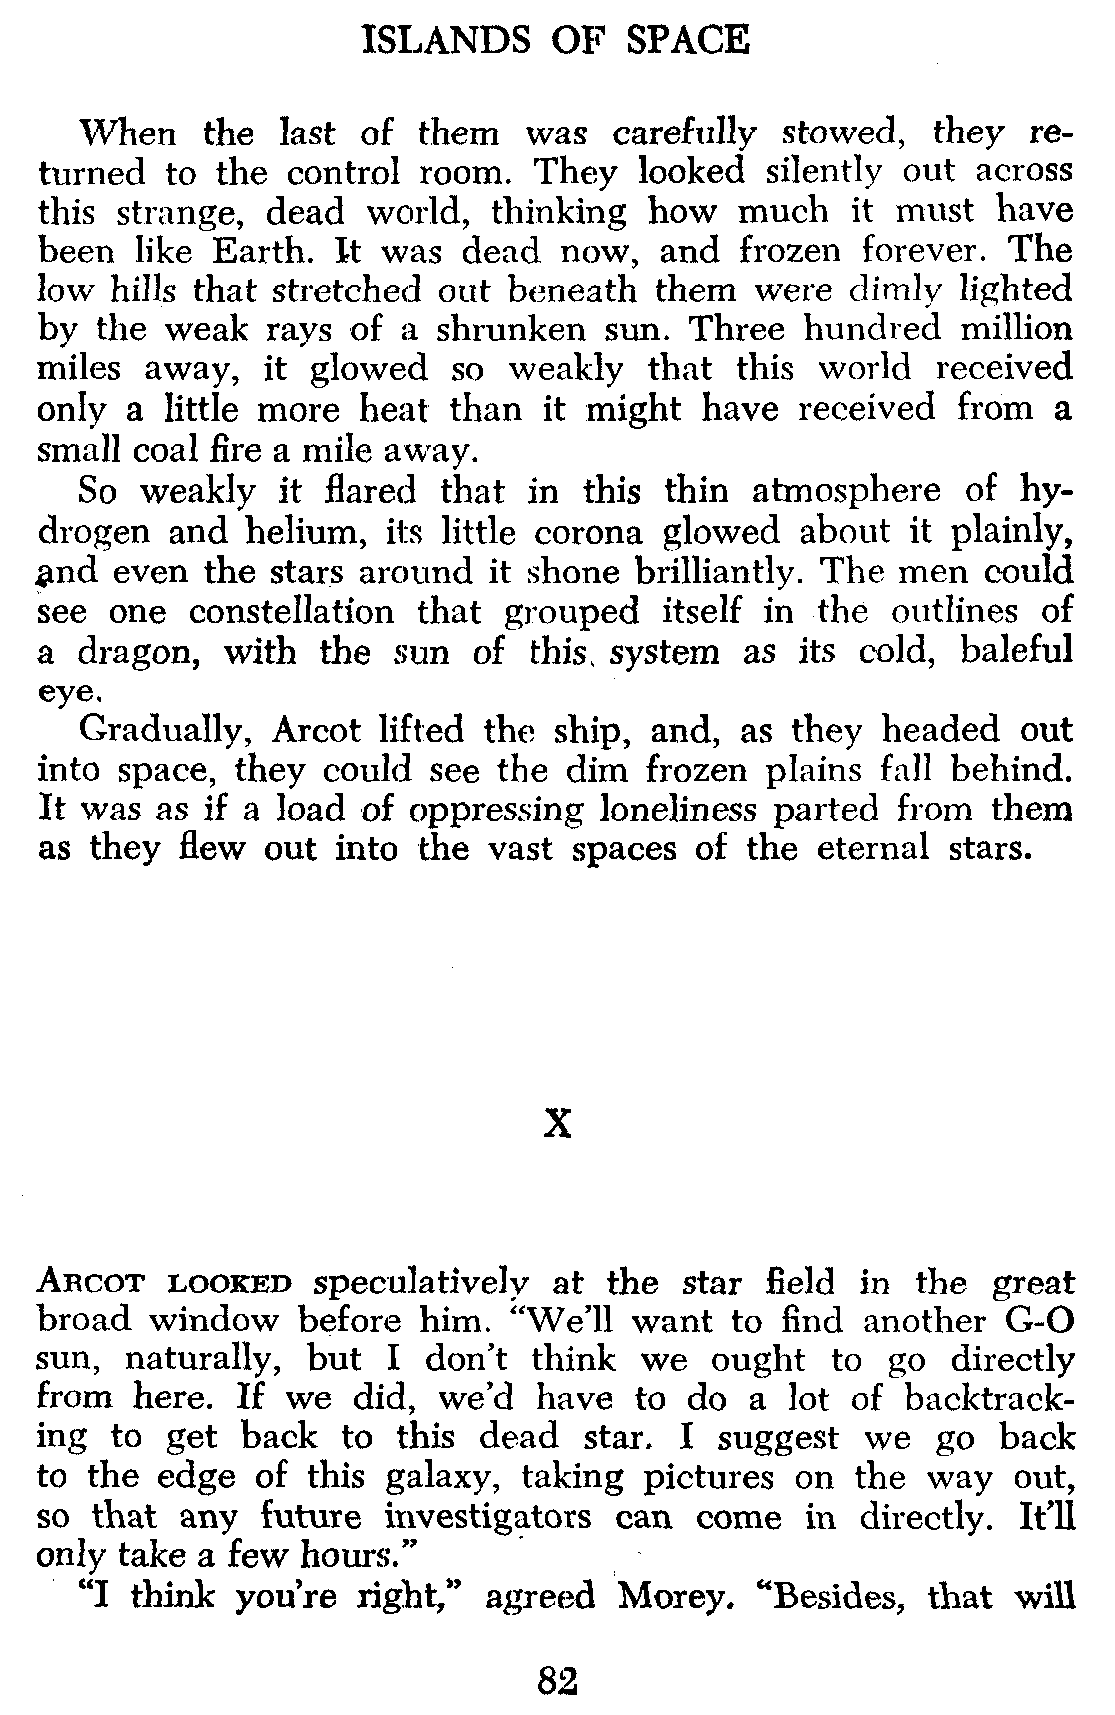 ISLANDS OF SPACE
When the last of them was carefully stowed, they re-
turned to the control room. They looked silently out across
this strange, dead world, thinking how much it must have
been like Earth. It was dead now, and frozen forever. The
low hills that stretched out beneath them were dimly lighted
by the weak rays of a shrunken sun. Three hundred million
miles away, it glowed so weakly that this world received
only a little more heat than it might have received from a
small coal fire a mile away.
So weakly it flared that in this thin atmosphere of hy-
drogen and helium, its little corona glowed about it plainly,
and even the stars around it shone brilliantly. The men could
see one constellation that grouped itself in the outlines of
a dragon, with the sun of this system as its cold, baleful
eye.
Gradually, Arcot lifted the ship, and, as they headed out
into space, they could see the dim frozen plains fall behind.
It was as if a load of oppressing loneliness parted from them
as they flew out into the vast spaces of the eternal stars.
X
ARCOT LOOKED speculatively at the star field in the great
broad window before him. “We'll want to find another G-O
sun, naturally, but I don't think we ought to go directly
from here. If we did, we'd have to do a lot of backtrack-
ing to get back to this dead star. I suggest we go back
to the edge of this galaxy, taking pictures on the way out,
so that any future investigators can come in directly. It'll
only take a few hours.”
“I think you're right,” agreed Morey. “Besides, that will
82